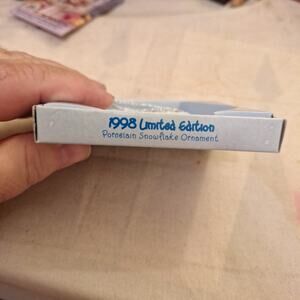 1998 Limited Edition
Porcelain Snowflake Ornament